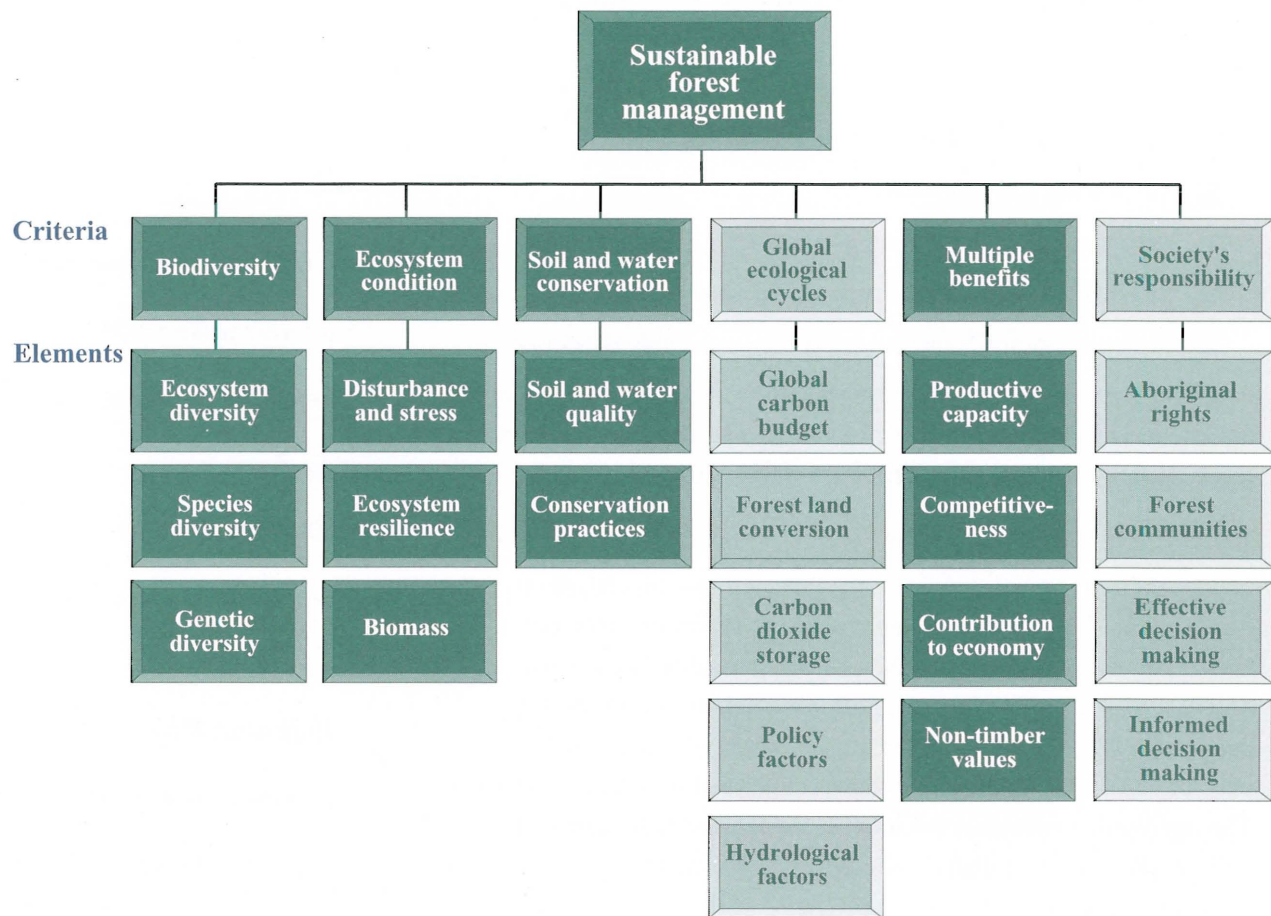 Sustainable
forest
management
Criteria
Biodiversity
Ecosystem
condition
Soil and water
conservation
Global
ecological
cycles
Multiple
benefits
Society's
responsibility
Elements
Ecosystem
diversity
Disturbance
and stress
Soil and water
quality
Global
carbon
budget
Productive
capacity
Aboriginal
rights
Species
diversity
Ecosystem
resilience
Conservation
practices
Forest land
conversion
Competitive-
ness
Forest
communities
Genetic
diversity
Biomass
Carbon
dioxide
storage
Contribution
to economy
Effective
decision
making
Policy
factors
Non-timber
values
Informed
decision
making
Hydrological
factors